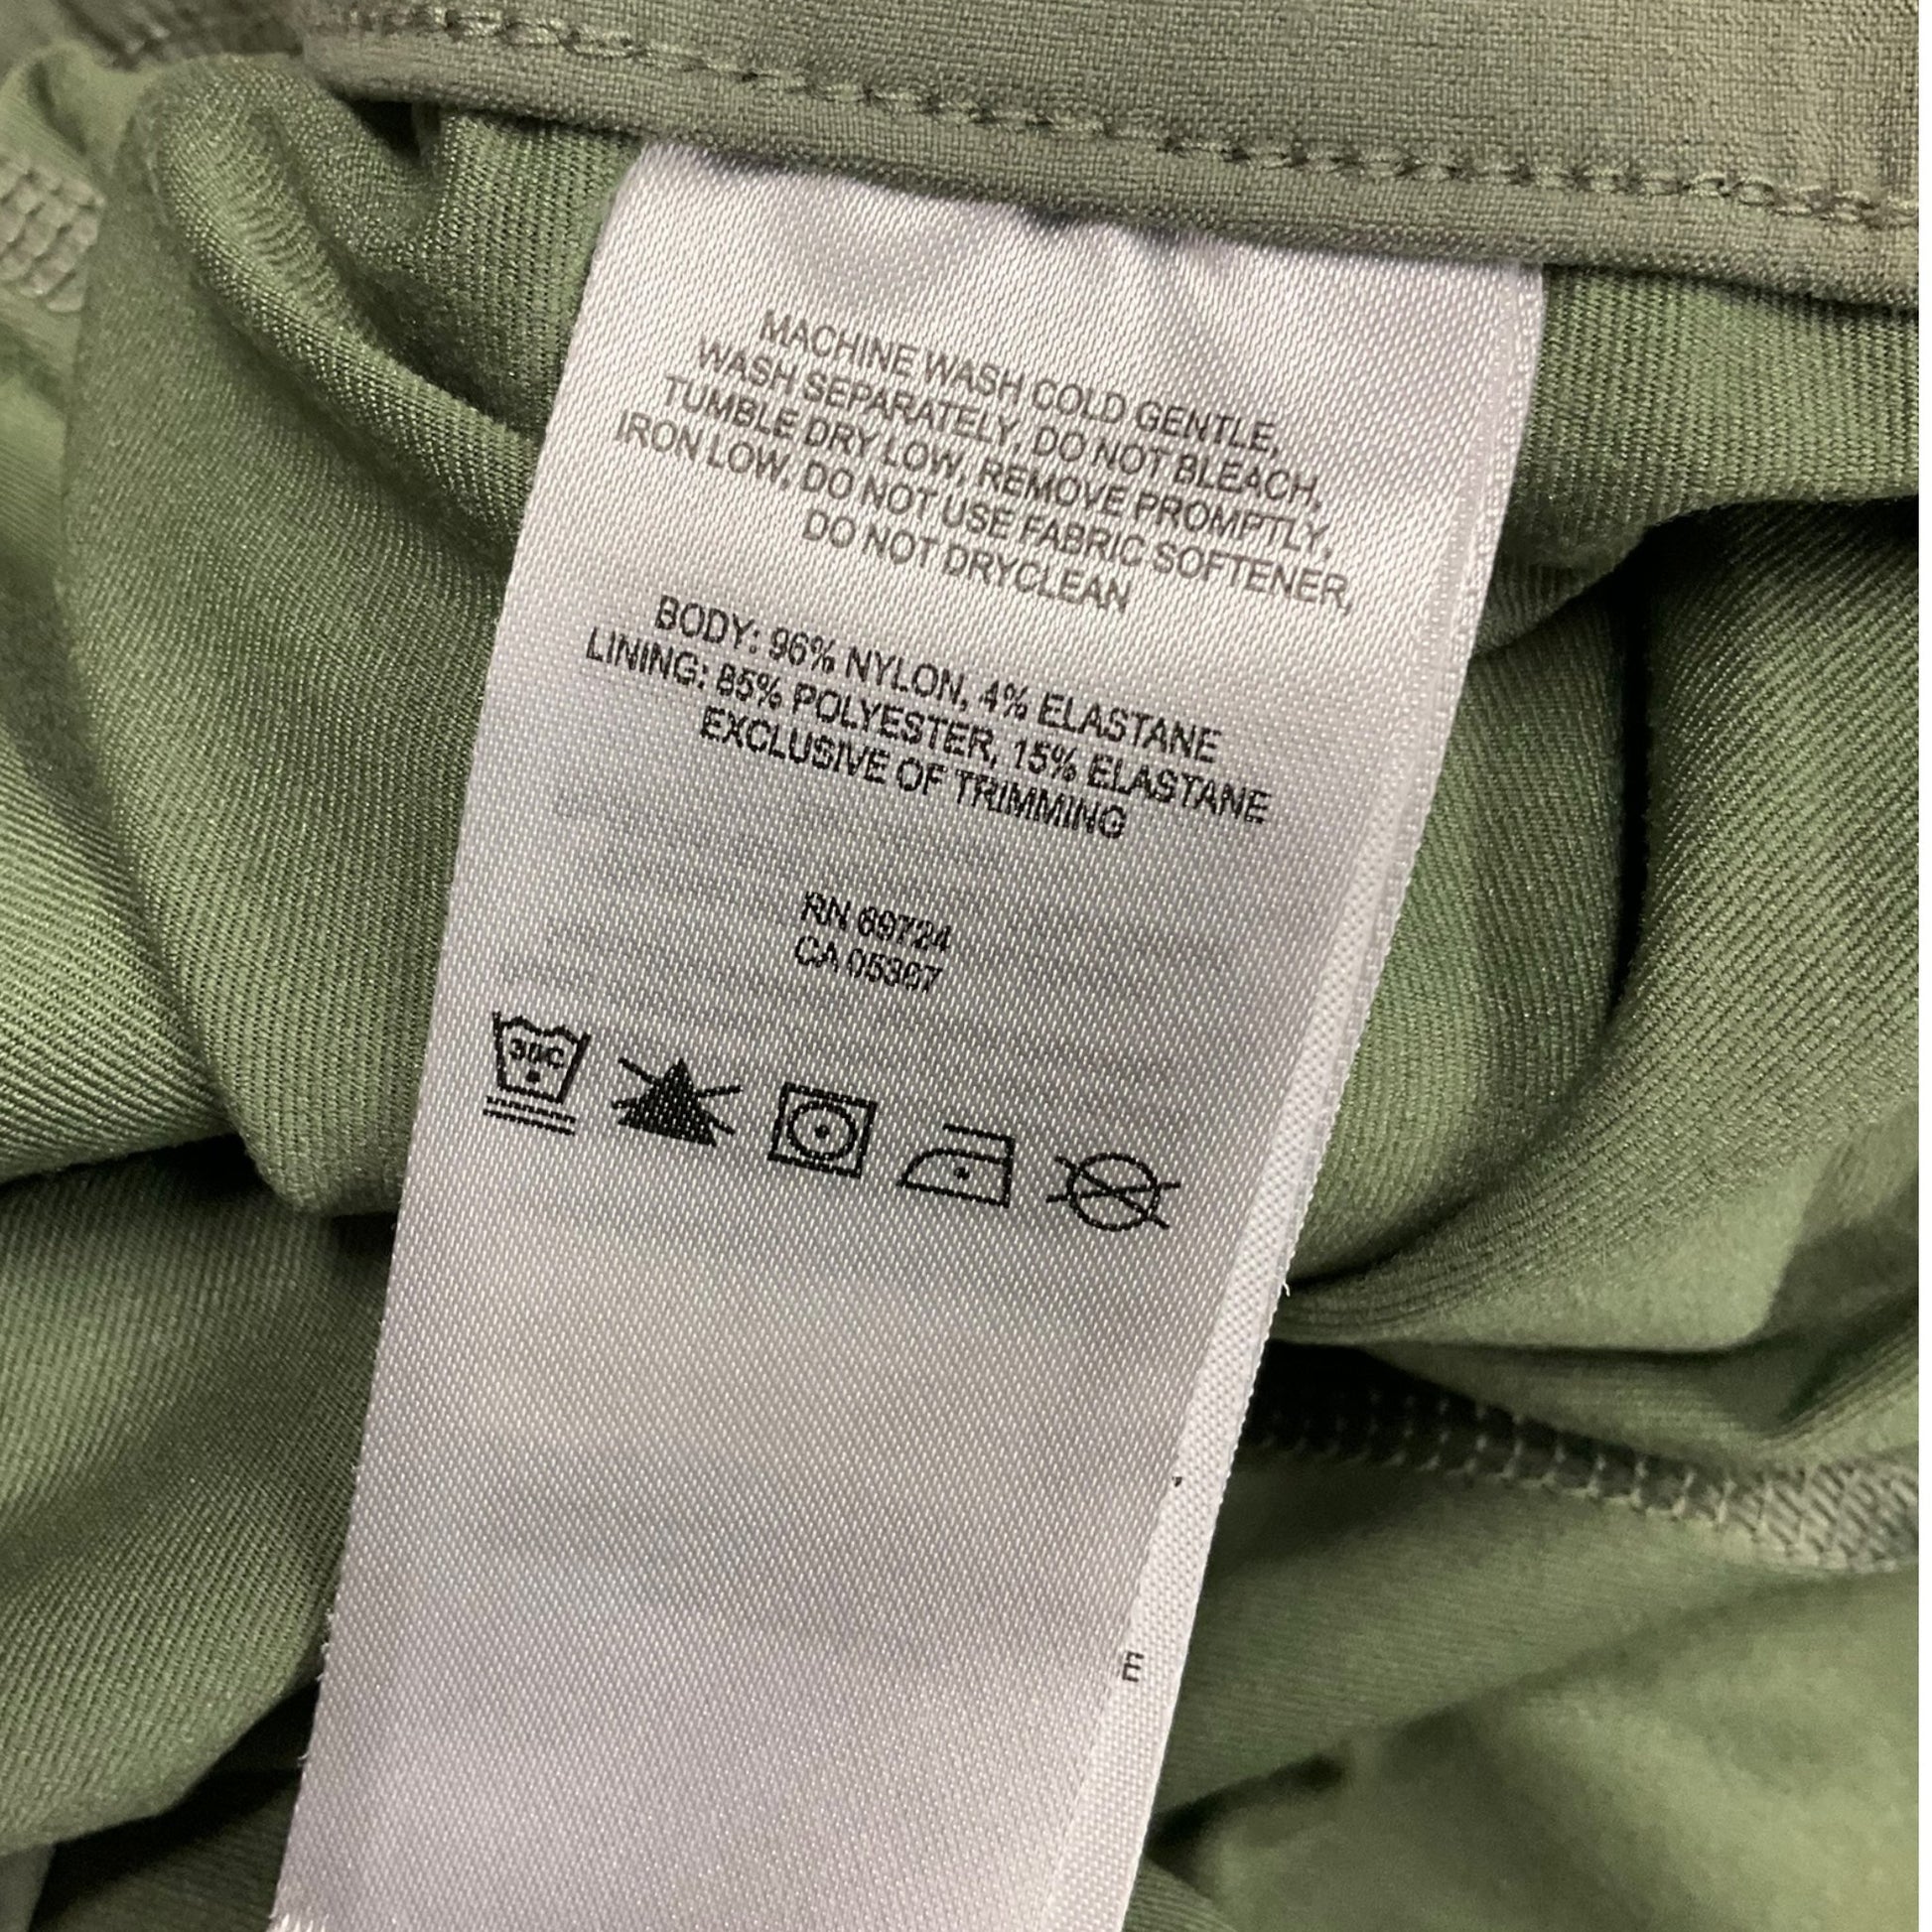 MACHINE WASH COLD GENTLE,
WASH SEPARATELY, DO NOT BLEACH,
TUMBLE DRY LOW, REMOVE PROMPTLY,
IRON LOW, DO NOT USE FABRIC SOFTENER,
DO NOT DRYCLEAN
BODY: 96% NYLON, 4% ELASTANE
LINING: 85% POLYESTER, 15% ELASTANE
EXCLUSIVE OF TRIMMING
RN 69724
CA 05367
30C
E